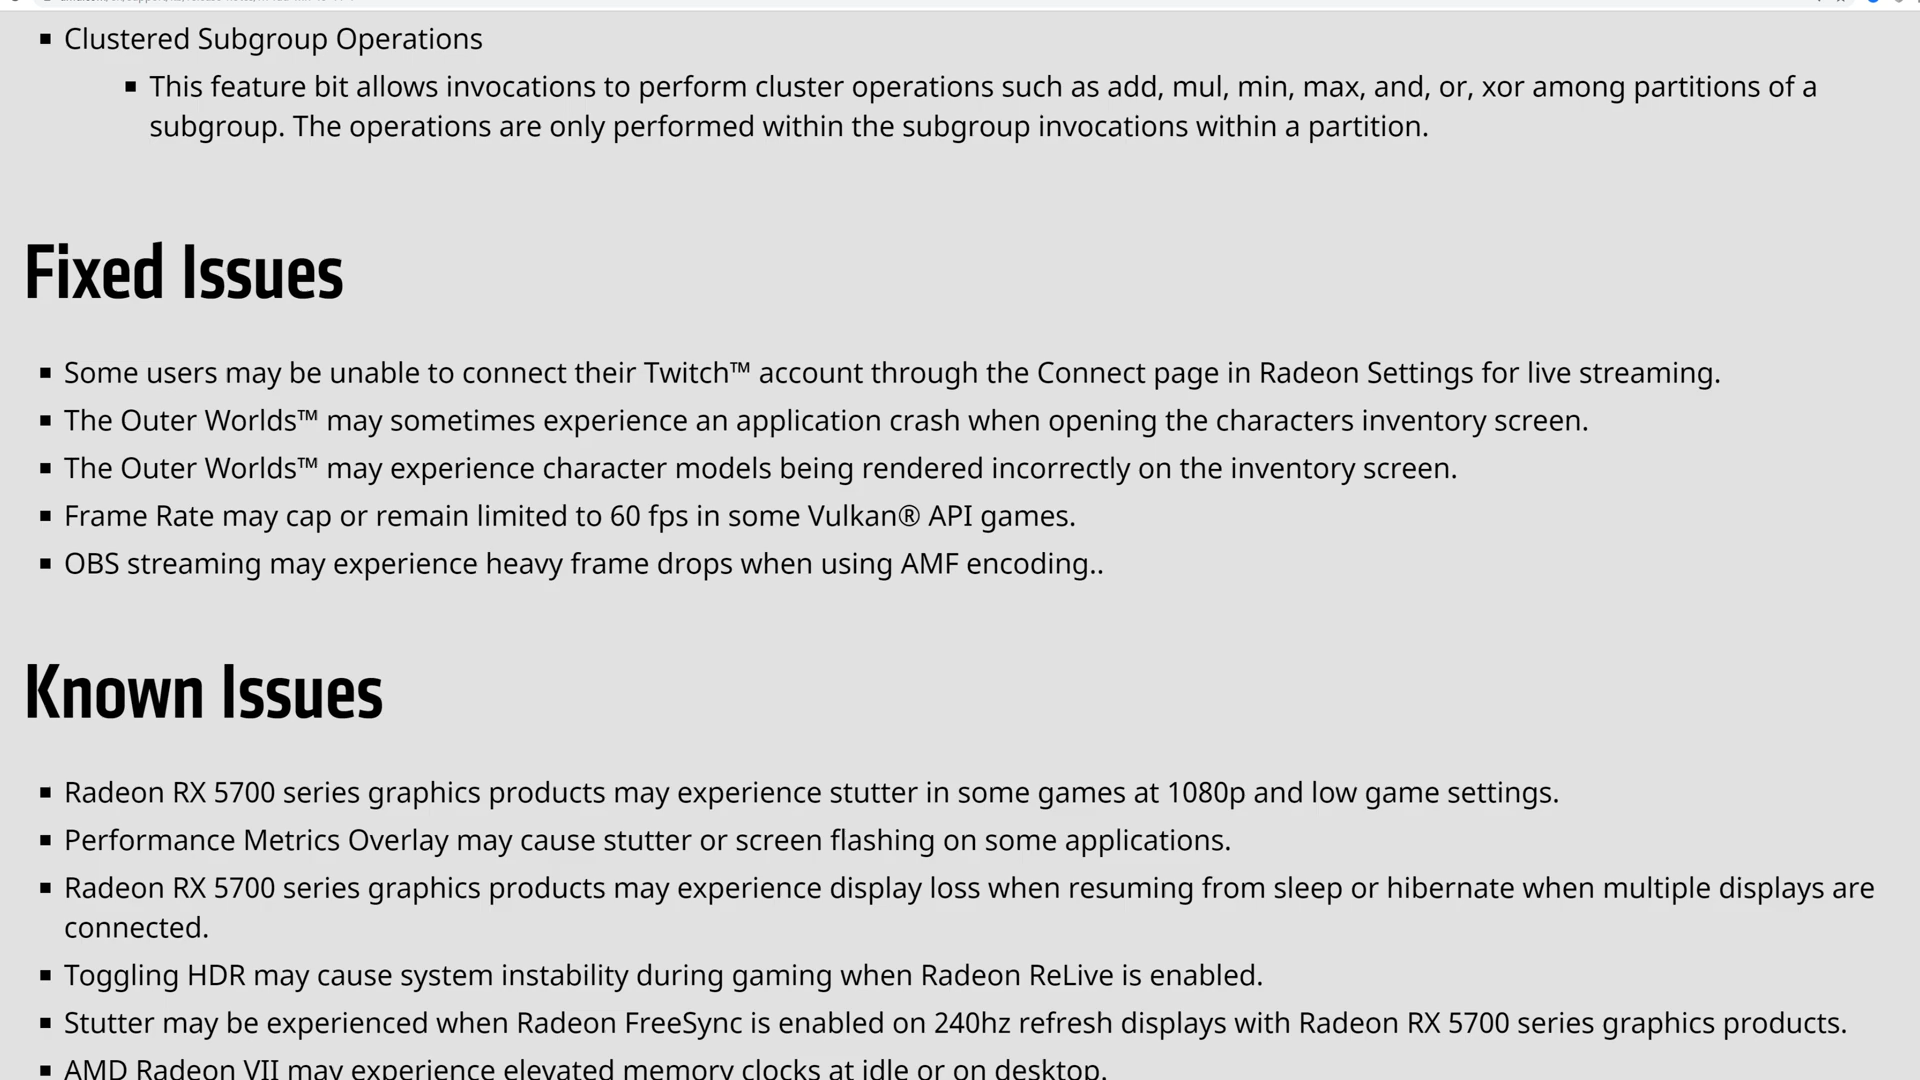 Clustered Subgroup Operations
This feature bit allows invocations to perform cluster operations such as add, mul, min, max, and, or, xor among partitions of a
subgroup. The operations are only performed within the subgroup invocations within a partition.
Fixed Issues
Some users may be unable to connect their Twitch™ account through the Connect page in Radeon Settings for live streaming.
The Outer Worlds™ may sometimes experience an application crash when opening the characters inventory screen.
The Outer Worlds™ may experience character models being rendered incorrectly on the inventory screen.
Frame Rate may cap or remain limited to 60 fps in some Vulkan® API games.
OBS streaming may experience heavy frame drops when using AMF encoding..
Known Issues
Radeon RX 5700 series graphics products may experience stutter in some games at 1080p and low game settings.
Performance Metrics Overlay may cause stutter or screen flashing on some applications.
Radeon RX 5700 series graphics products may experience display loss when resuming from sleep or hibernate when multiple displays are
connected.
Toggling HDR may cause system instability during gaming when Radeon ReLive is enabled.
Stutter may be experienced when Radeon FreeSync is enabled on 240hz refresh displays with Radeon RX 5700 series graphics products.
AMD Radeon VII may experience elevated memory clocks at idle or on desktop.